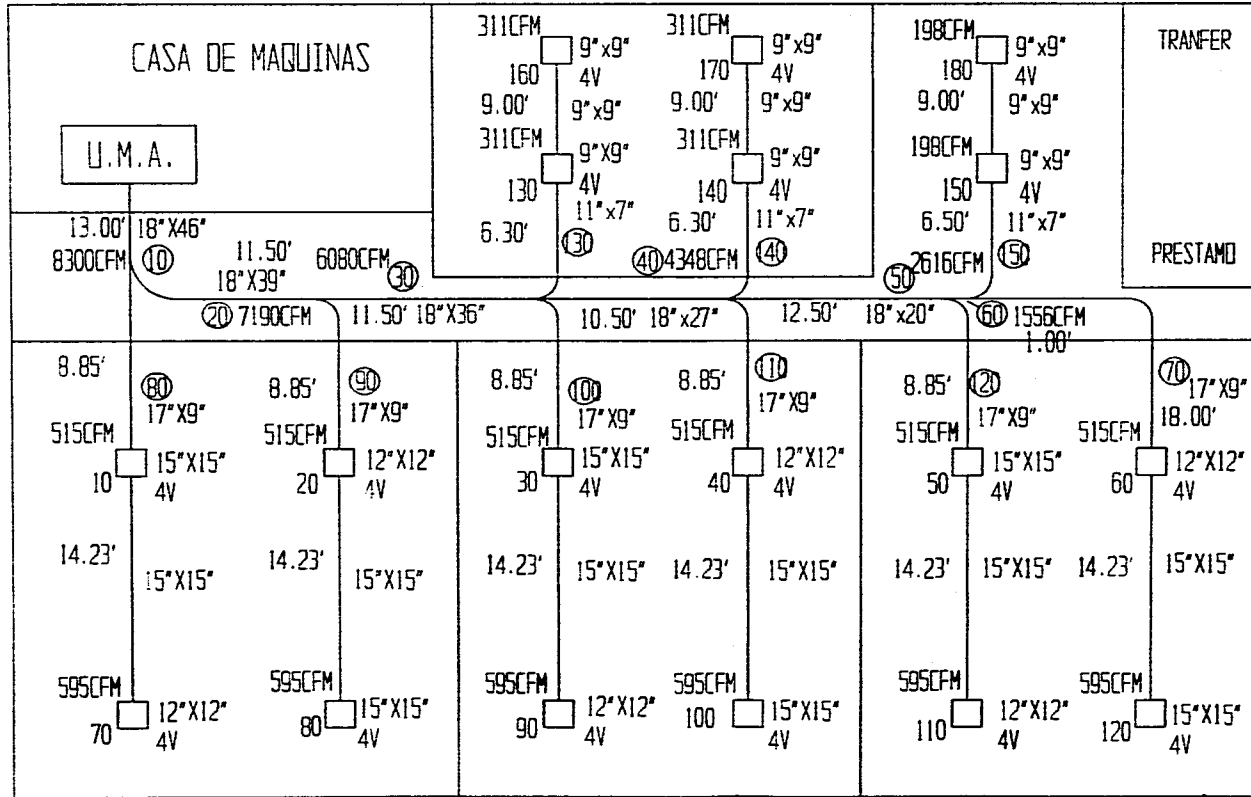 311CFM 311CFM 198CFM
CASA DE MAQUINAS 9"x9" 9"x9" 9"x9" TRANFER
160 4V 170 4V 180 4V
9.00' 9"x9" 9.00' 9"x9" 9.00' 9"x9"
311CFM 311CFM 198CFM
U.M.A. 9"X9" 9"x9" 9"x9"
130 4V 140 4V 150 4V
13.00' 18"X46" 6.30' 11"x7" 6.30' 11"x7" 6.50' 11"x7"
8300CFM 10 11.50' 6080CFM 30 130 40 4348CFM 140 2616CFM 150 PRESTAMO
18"X39" 50
20 7190CFM 11.50' 18"X36" 10.50' 18"x27" 12.50' 18"x20" 60 1556CFM
1.00'
8.85' 80 8.85' 90 8.85' 100 8.85' 110 8.85' 120 70
17"X9" 17"X9" 17"X9" 17"X9" 17"X9" 17"X9"
18.00'
515CFM 515CFM 515CFM 515CFM 515CFM 515CFM
15"X15" 12"X12" 15"X15" 12"X12" 15"X15" 12"X12"
10 4V 20 4V 30 4V 40 4V 50 4V 60 4V
14.23' 15"X15" 14.23' 15"X15" 14.23' 15"X15" 14.23' 15"X15" 14.23' 15"X15" 14.23' 15"X15"
595CFM 595CFM 595CFM 595CFM 595CFM 595CFM
12"X12" 15"X15" 12"X12" 15"X15" 12"X12" 15"X15"
70 4V 80 4V 90 4V 100 4V 110 4V 120 4V